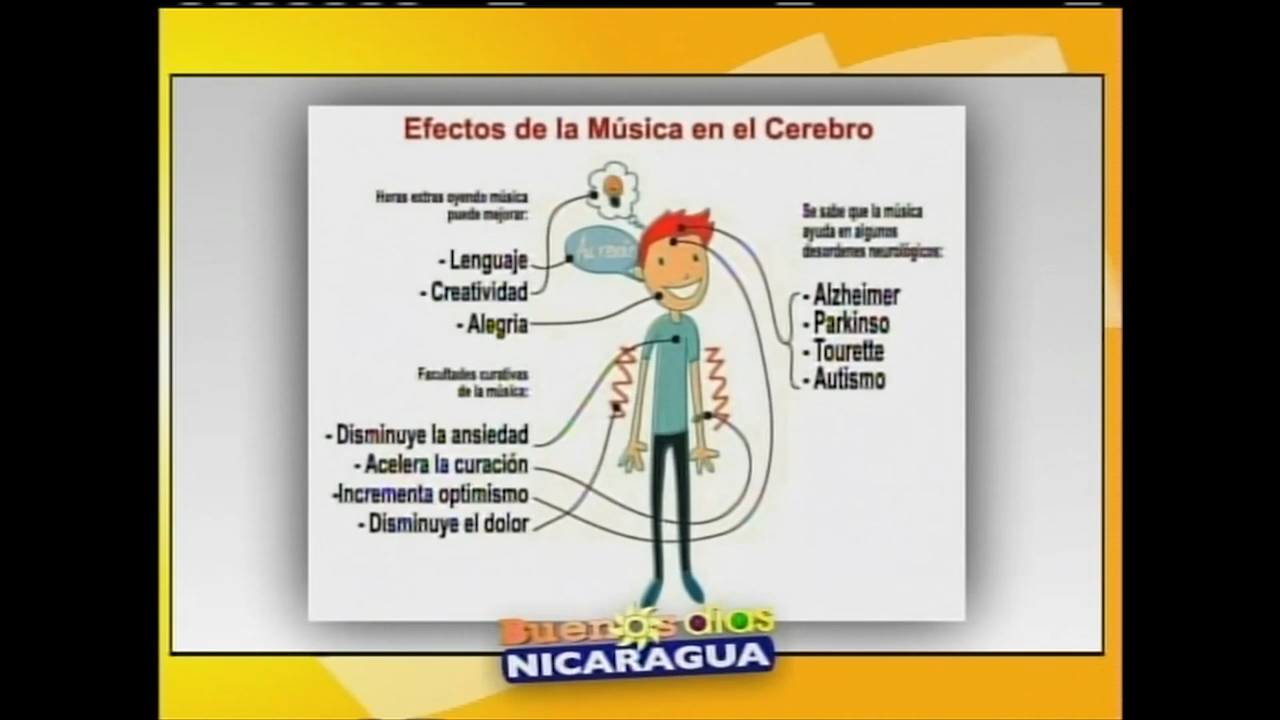 Efectos de la Música en el Cerebro
Horas extras oyendo música
puede mejorar:
- Lenguaje
- Creatividad
- Alegria
Au revoir
Facultades curativas
de la música:
- Disminuye la ansiedad
- Acelera la curación
-Incrementa optimismo
- Disminuye el dolor
Se sabe que la música
ayuda en algunos
desordenes neurológicos:
- Alzheimer
- Parkinso
- Tourette
- Autismo
Buenos días
NICARAGUA